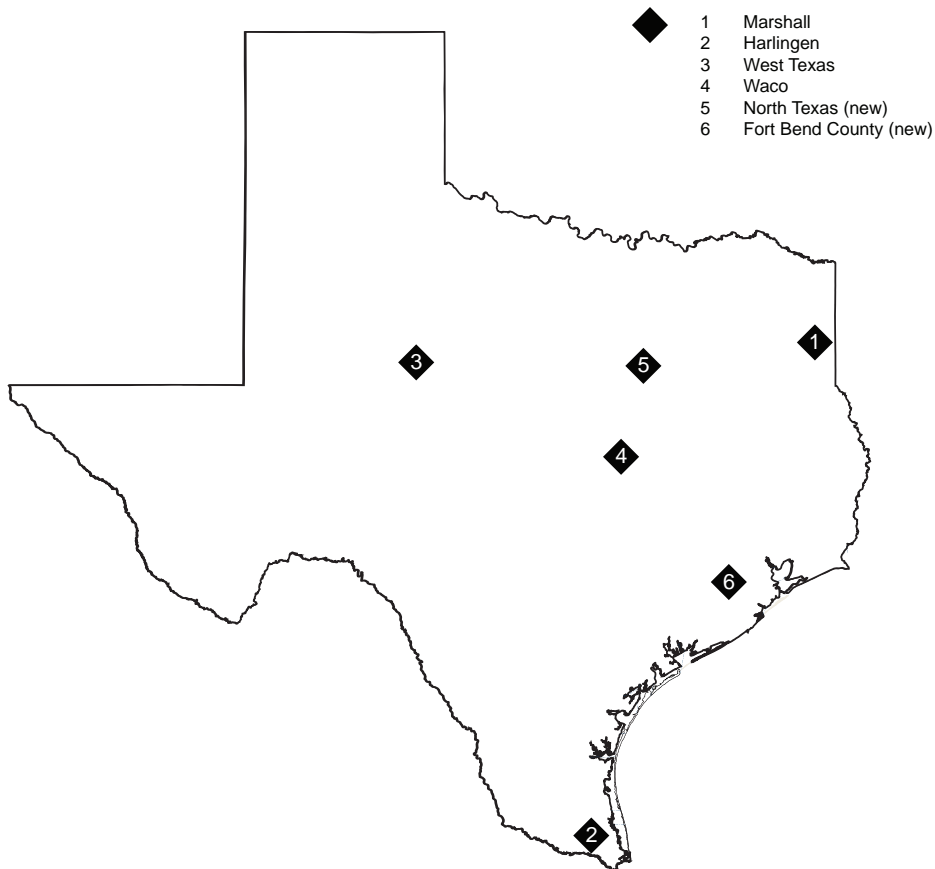 1 Marshall
2 Harlingen
3 West Texas
4 Waco
5 North Texas (new)
6 Fort Bend County (new)
1
3
5
4
6
2